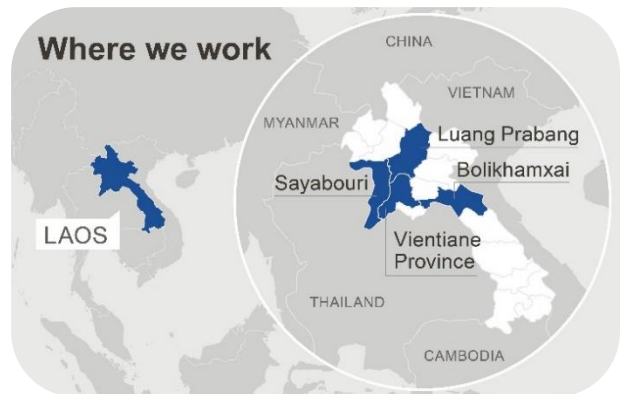 Where we work
LAOS
CHINA
VIETNAM
MYANMAR
Luang Prabang
Bolikhamxai
Sayabouri
Vientiane
Province
THAILAND
CAMBODIA